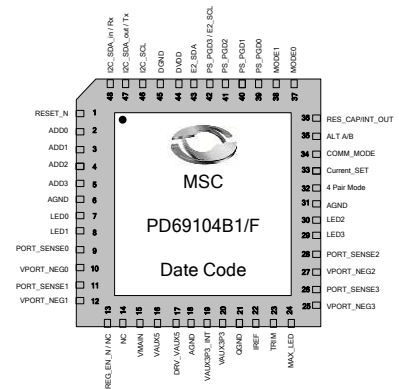 I2C_SDA_in / Rx
I2C_SDA_out / Tx
I2C_SCL
DGND
DVDD
E2_SDA
PS_PGD3 / E2_SCL
PS_PGD2
PS_PGD1
PS_PGD0
MODE1
MODE0
48
47
46
45
44
43
42
41
40
39
38
37
RESET_N 1
ADD0 2
ADD1 3
ADD2 4
ADD3 5
AGND 6
LED0 7
LED1 8
PORT_SENSE0 9
VPORT_NEG0 10
PORT_SENSE1 11
VPORT_NEG1 12
MSC
PD69104B1/F
Date Code
36 RES_CAP/INT_OUT
35 ALT A/B
34 COMM_MODE
33 Current_SET
32 4 Pair Mode
31 AGND
30 LED2
29 LED3
28 PORT_SENSE2
27 VPORT_NEG2
26 PORT_SENSE3
25 VPORT_NEG3
13
14
15
16
17
18
19
20
21
22
23
24
REG_EN_N / NC
NC
VMAIN
VAUX5
DRV_VAUX5
AGND
VAUX3P3_INT
VAUX3P3
QGND
IREF
TRIM
MAX_LED